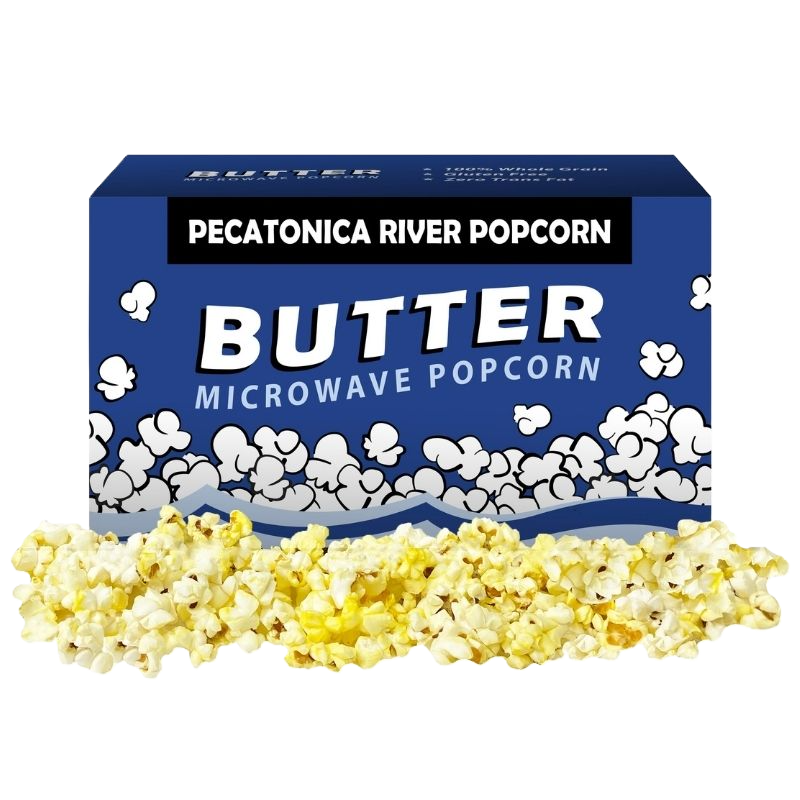 BUTTER
MICROWAVE POPCORN
★ 100% Whole Grain
★ Gluten Free
★ Zero Trans Fat
PECATONICA RIVER POPCORN
BUTTER
MICROWAVE POPCORN